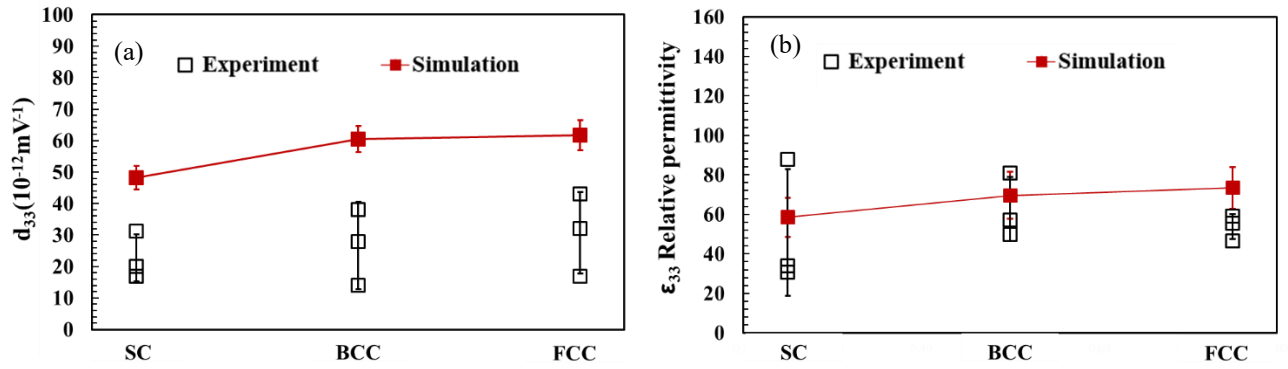 (a)
Experiment
Simulation
d33(10-12mV-1)
100
90
80
70
60
50
40
30
20
10
0
SC
BCC
FCC
(b)
Experiment
Simulation
ε33 Relative permittivity
160
140
120
100
80
60
40
20
0
SC
BCC
FCC